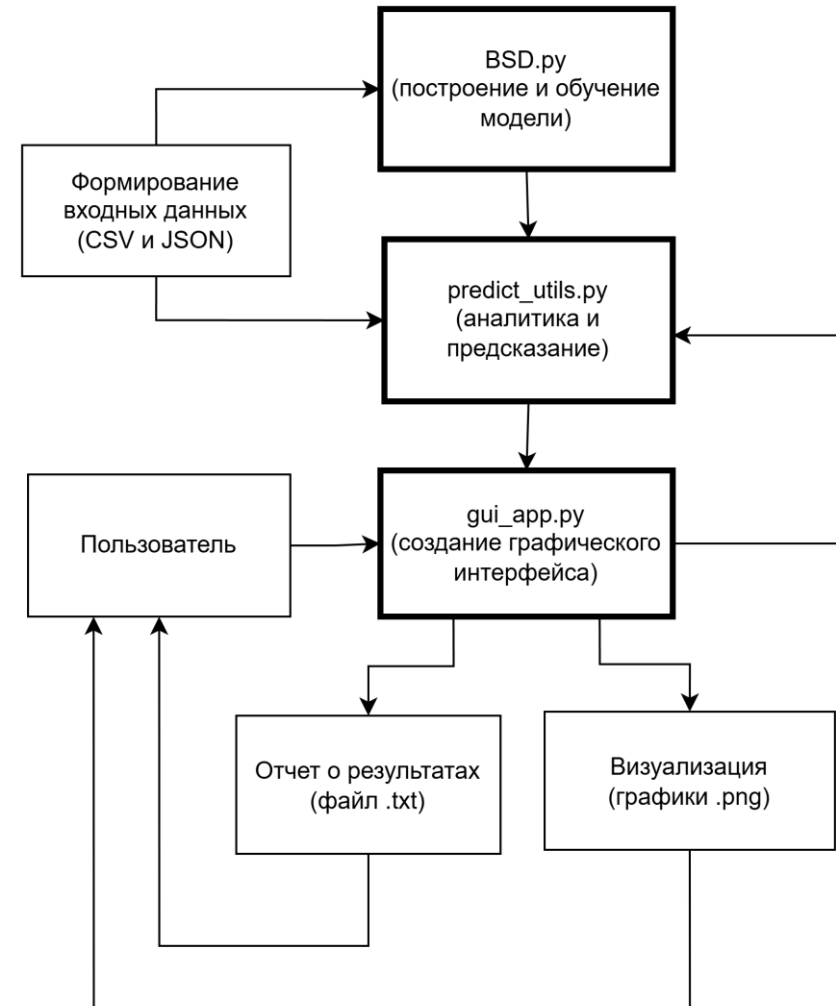 BSD.py
(построение и обучение
модели)
Формирование
входных данных
(CSV и JSON)
predict_utils.py
(аналитика и
предсказание)
Пользователь
gui_app.py
(создание графического
интерфейса)
Отчет о результатах
(файл .txt)
Визуализация
(графики .png)